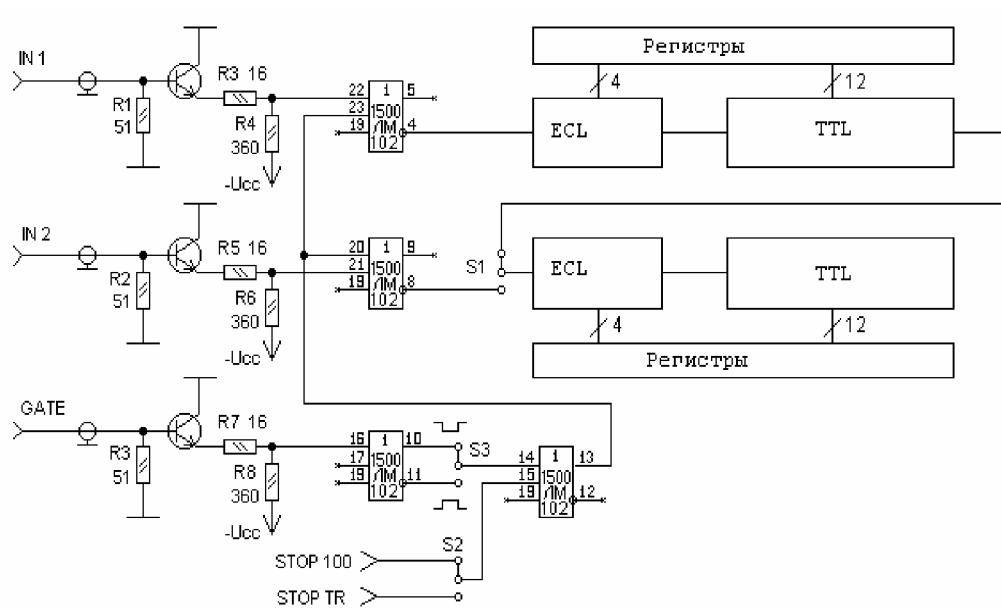 IN 1
R1
51
R3 16
R4
360
-Ucc
22
23
19
1
1500
ЛМ
102
5
4
Регистры
4
12
ECL
TTL
IN 2
R2
51
R5 16
R6
360
-Ucc
20
21
19
1
1500
ЛМ
102
9
8
S1
ECL
TTL
4
12
Регистры
GATE
R3
51
R7 16
R8
360
-Ucc
16
17
19
1
1500
ЛМ
102
10
11
S3
14
15
19
1
1500
ЛМ
102
13
12
S2
STOP 100
STOP TR